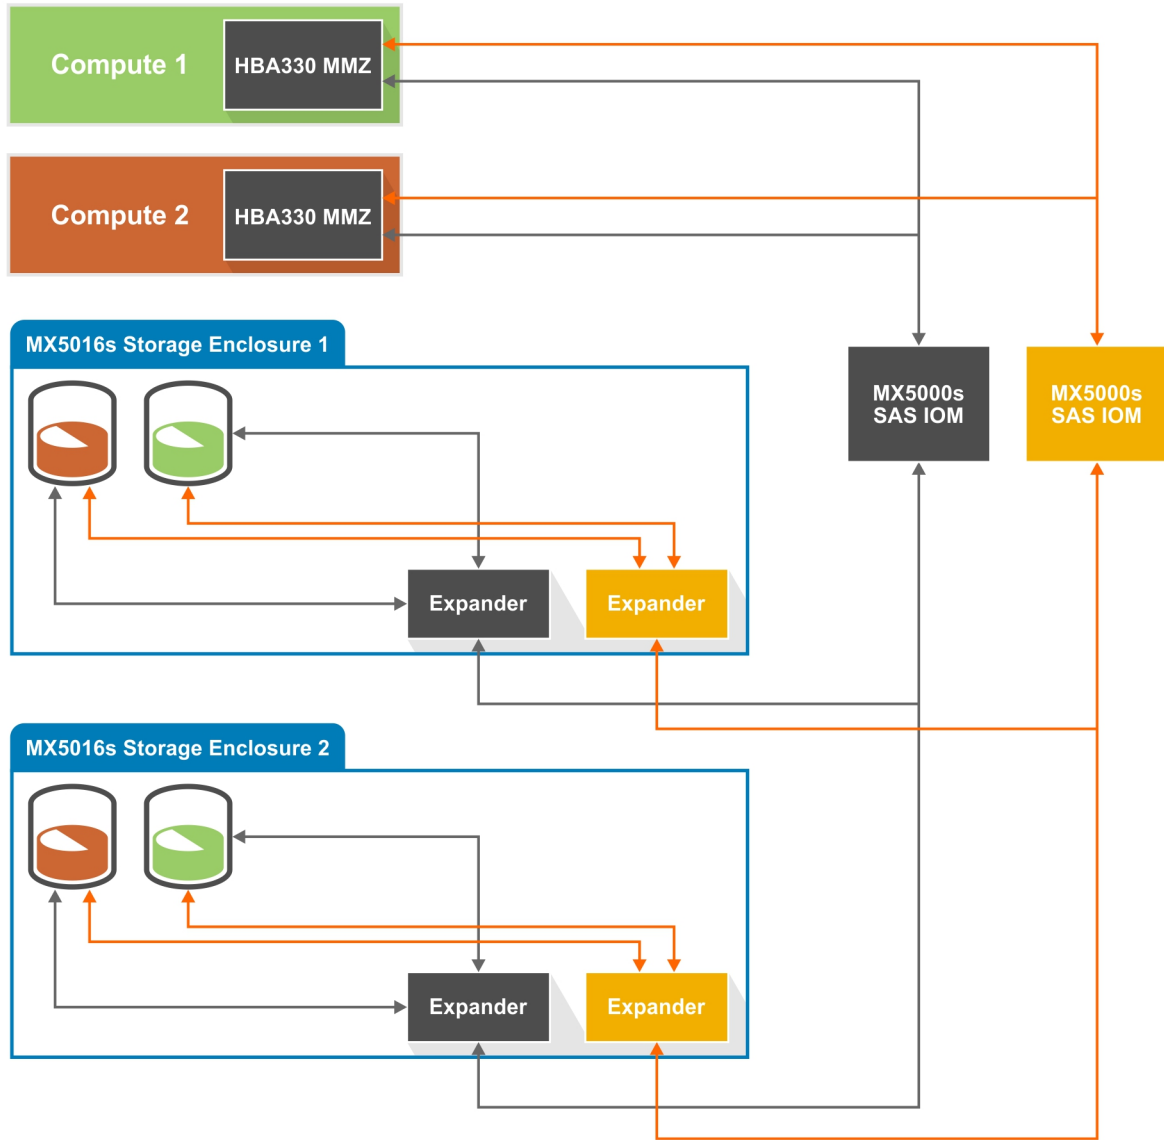 Compute 1
HBA330 MMZ
Compute 2
HBA330 MMZ
MX5016s Storage Enclosure 1
MX5000s
SAS IOM
MX5000s
SAS IOM
Expander
Expander
MX5016s Storage Enclosure 2
Expander
Expander